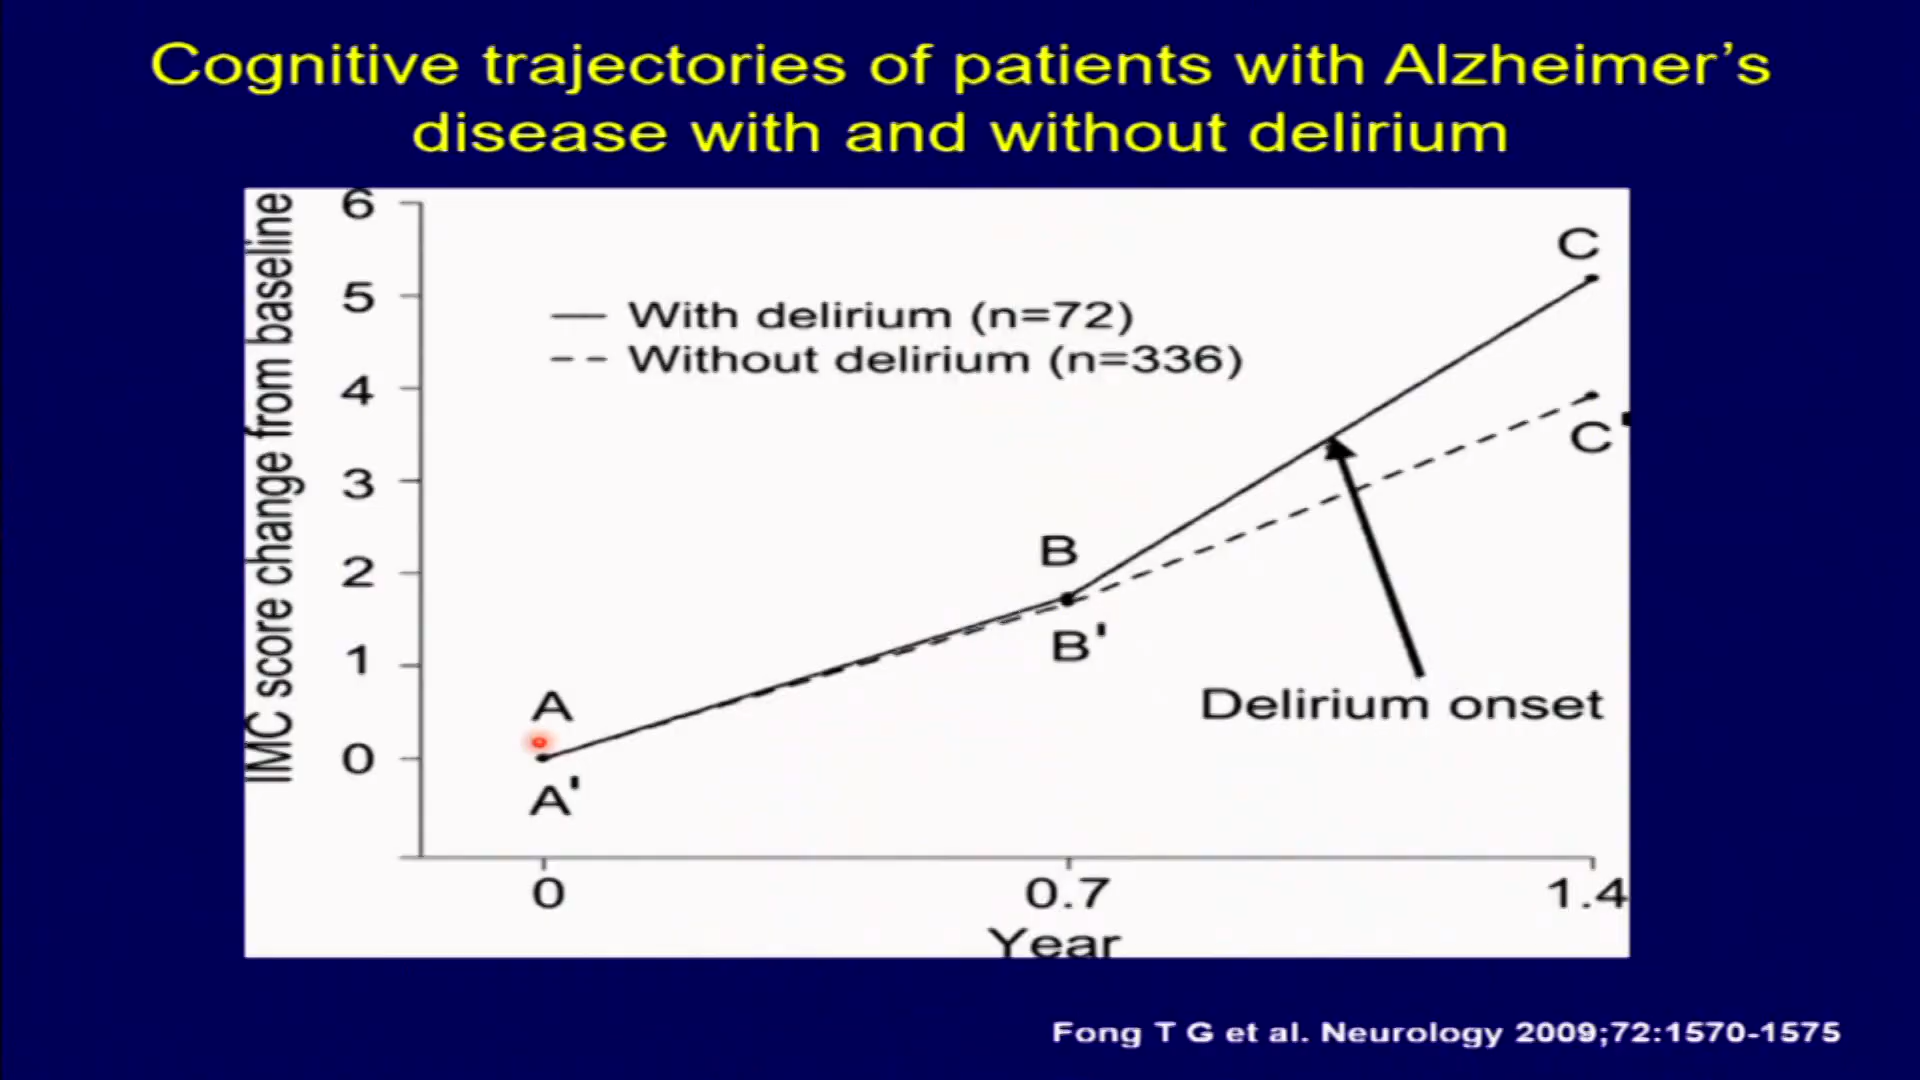 Cognitive trajectories of patients with Alzheimer’s
disease with and without delirium
IMC score change from baseline
6
5
4
3
2
1
0
With delirium (n=72)
Without delirium (n=336)
C
C'
B
B'
A
A'
Delirium onset
0
0.7
1.4
Year
Fong T G et al. Neurology 2009;72:1570-1575